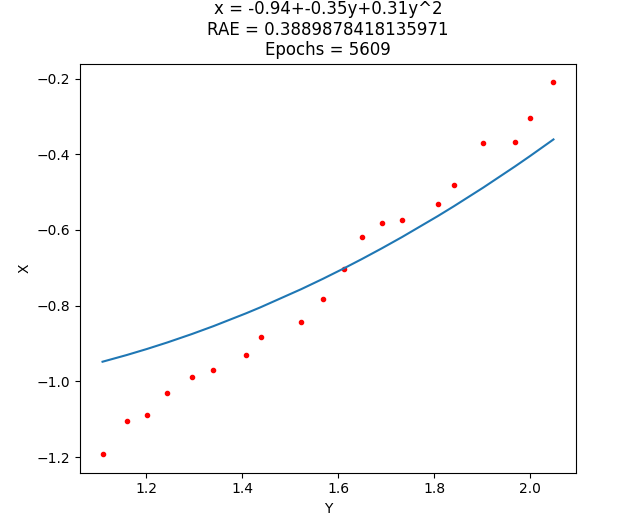 x = -0.94+-0.35y+0.31y^2
RAE = 0.3889878418135971
Epochs = 5609
−0.2
−0.4
−0.6
X
−0.8
−1.0
−1.2
1.2 1.4 1.6 1.8 2.0
Y